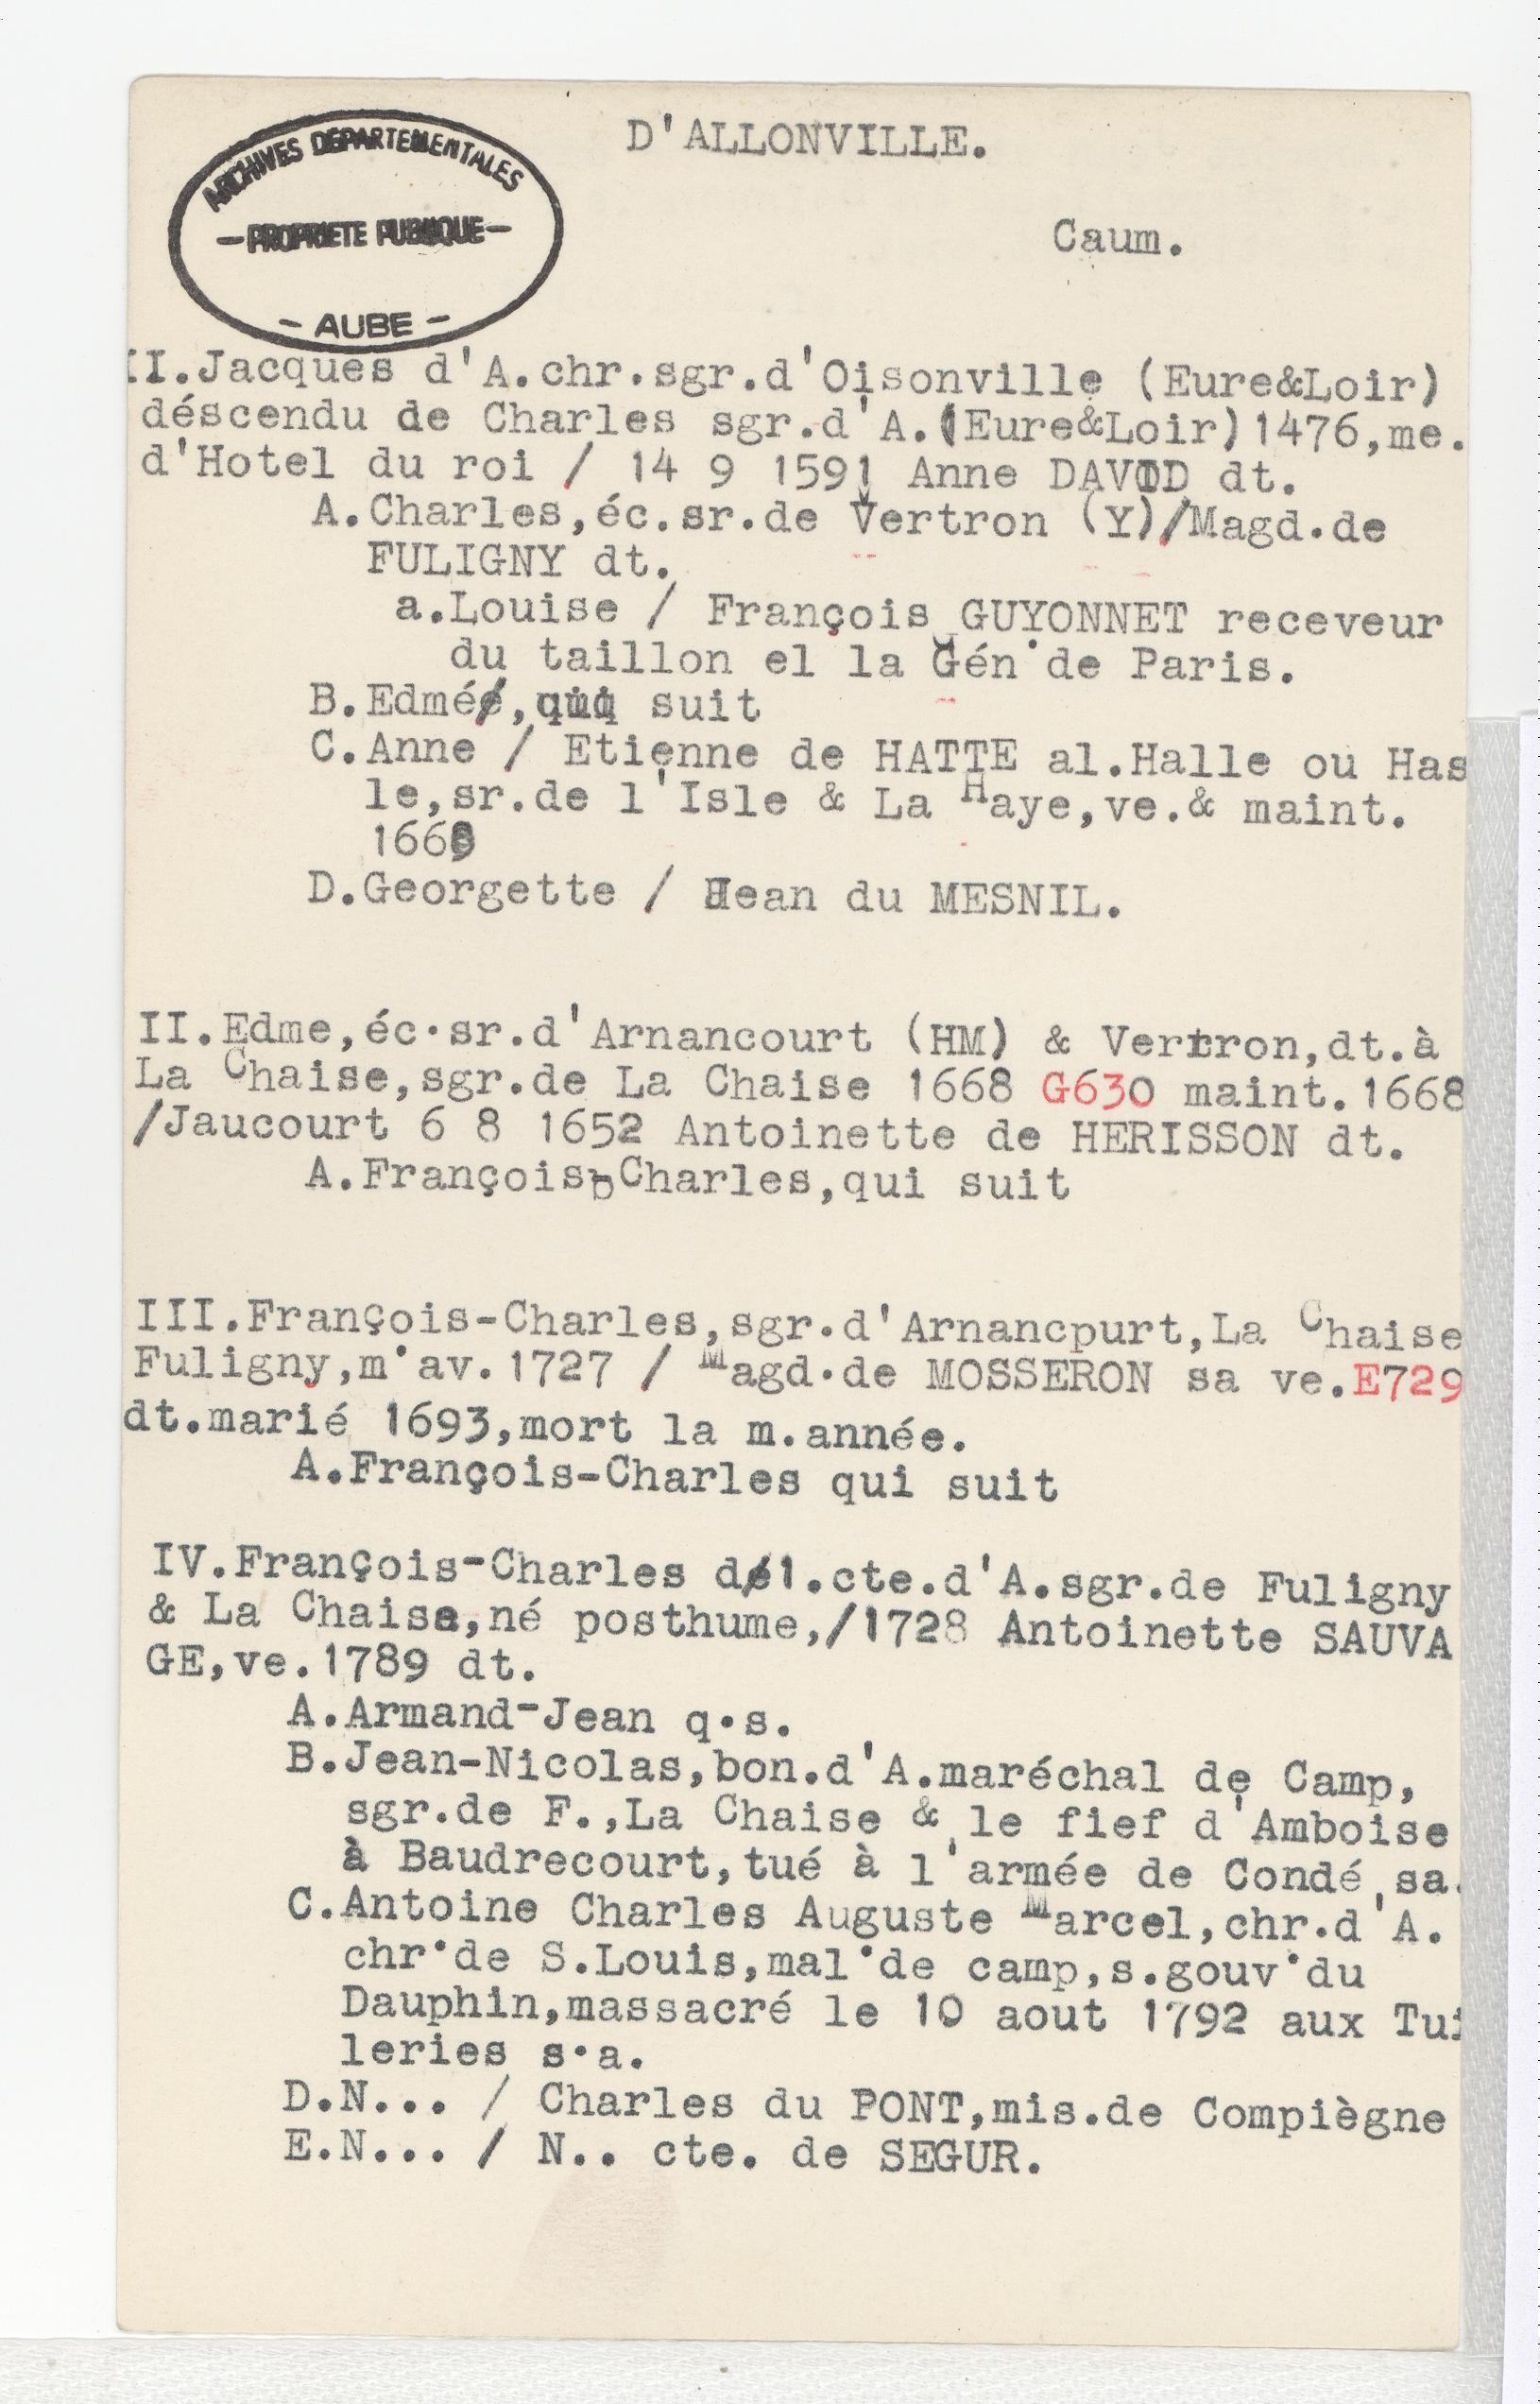 ARCHIVES DEPARTEMENTALES
- PROPRIETE PUBLIQUE -
- AUBE -
D'ALLONVILLE.
Caum.
II.Jacques d'A.chr.sgr.d'Oisonville (Eure&Loir)
déscendu de Charles sgr.d'A.(Eure&Loir)1476,me.
d'Hotel du roi / 14 9 1591 Anne DAVID dt.
A.Charles,éc.sr.de Vertron (Y)/Magd.de
FULIGNY dt.
a.Louise / François GUYONNET receveur
du taillon el la Gén.de Paris.
B.Edmé,qui suit
C.Anne / Etienne de HATTE al.Halle ou Has
le,sr.de l'Isle & La Haye,ve.& maint.
D.Georgette / Jean du MESNIL.
II.Edme,éc.sr.d'Arnancourt (HM) & Vertron,dt.à
La Chaise,sgr.de La Chaise 1668 G630 maint.1668
/Jaucourt 6 8 1652 Antoinette de HERISSON dt.
A.François-Charles,qui suit
III.François-Charles,sgr.d'Arnancpurt,La Chaise
Fuligny,m.av.1727 / Magd.de MOSSERON sa ve.E729
dt.marié 1693,mort la m.année.
A.François-Charles qui suit
IV.François-Charles d1.cte.d'A.sgr.de Fuligny
& La Chaise,né posthume,/1728 Antoinette SAUVA
GE,ve.1789 dt.
A.Armand-Jean q.s.
B.Jean-Nicolas,bon.d'A.maréchal de Camp,
sgr.de F.,La Chaise & le fief d'Amboise
à Baudrecourt,tué à l'armée de Condé,sa.
C.Antoine Charles Auguste Marcel,chr.d'A.
chr.de S.Louis,mal.de camp,s.gouv.du
Dauphin,massacré le 10 aout 1792 aux Tui
leries s.a.
D.N... / Charles du PONT,mis.de Compiègne
E.N... / N.. cte. de SEGUR.